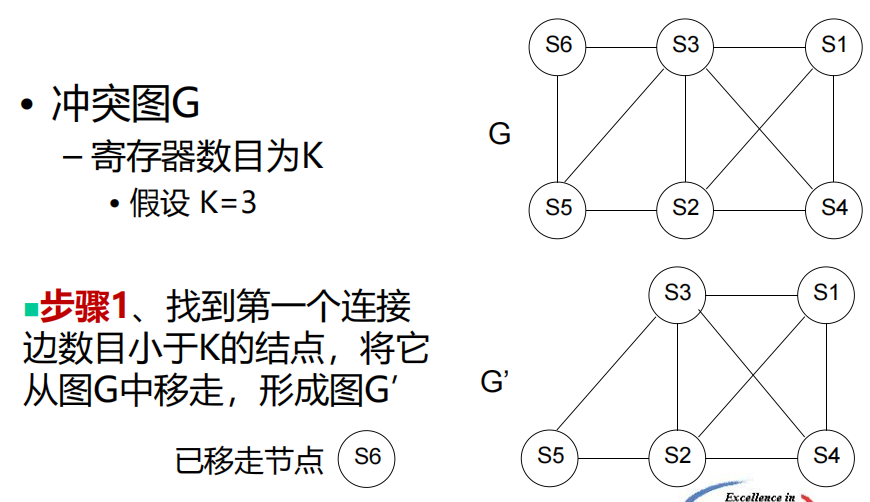 • 冲突图G
– 寄存器数目为K
• 假设 K=3
S6 S3 S1
G
S5 S2 S4
■步骤1、找到第一个连接
边数目小于K的结点，将它
从图G中移走，形成图G’
已移走节点 S6
S3 S1
G’
S5 S2 S4
Excellence in